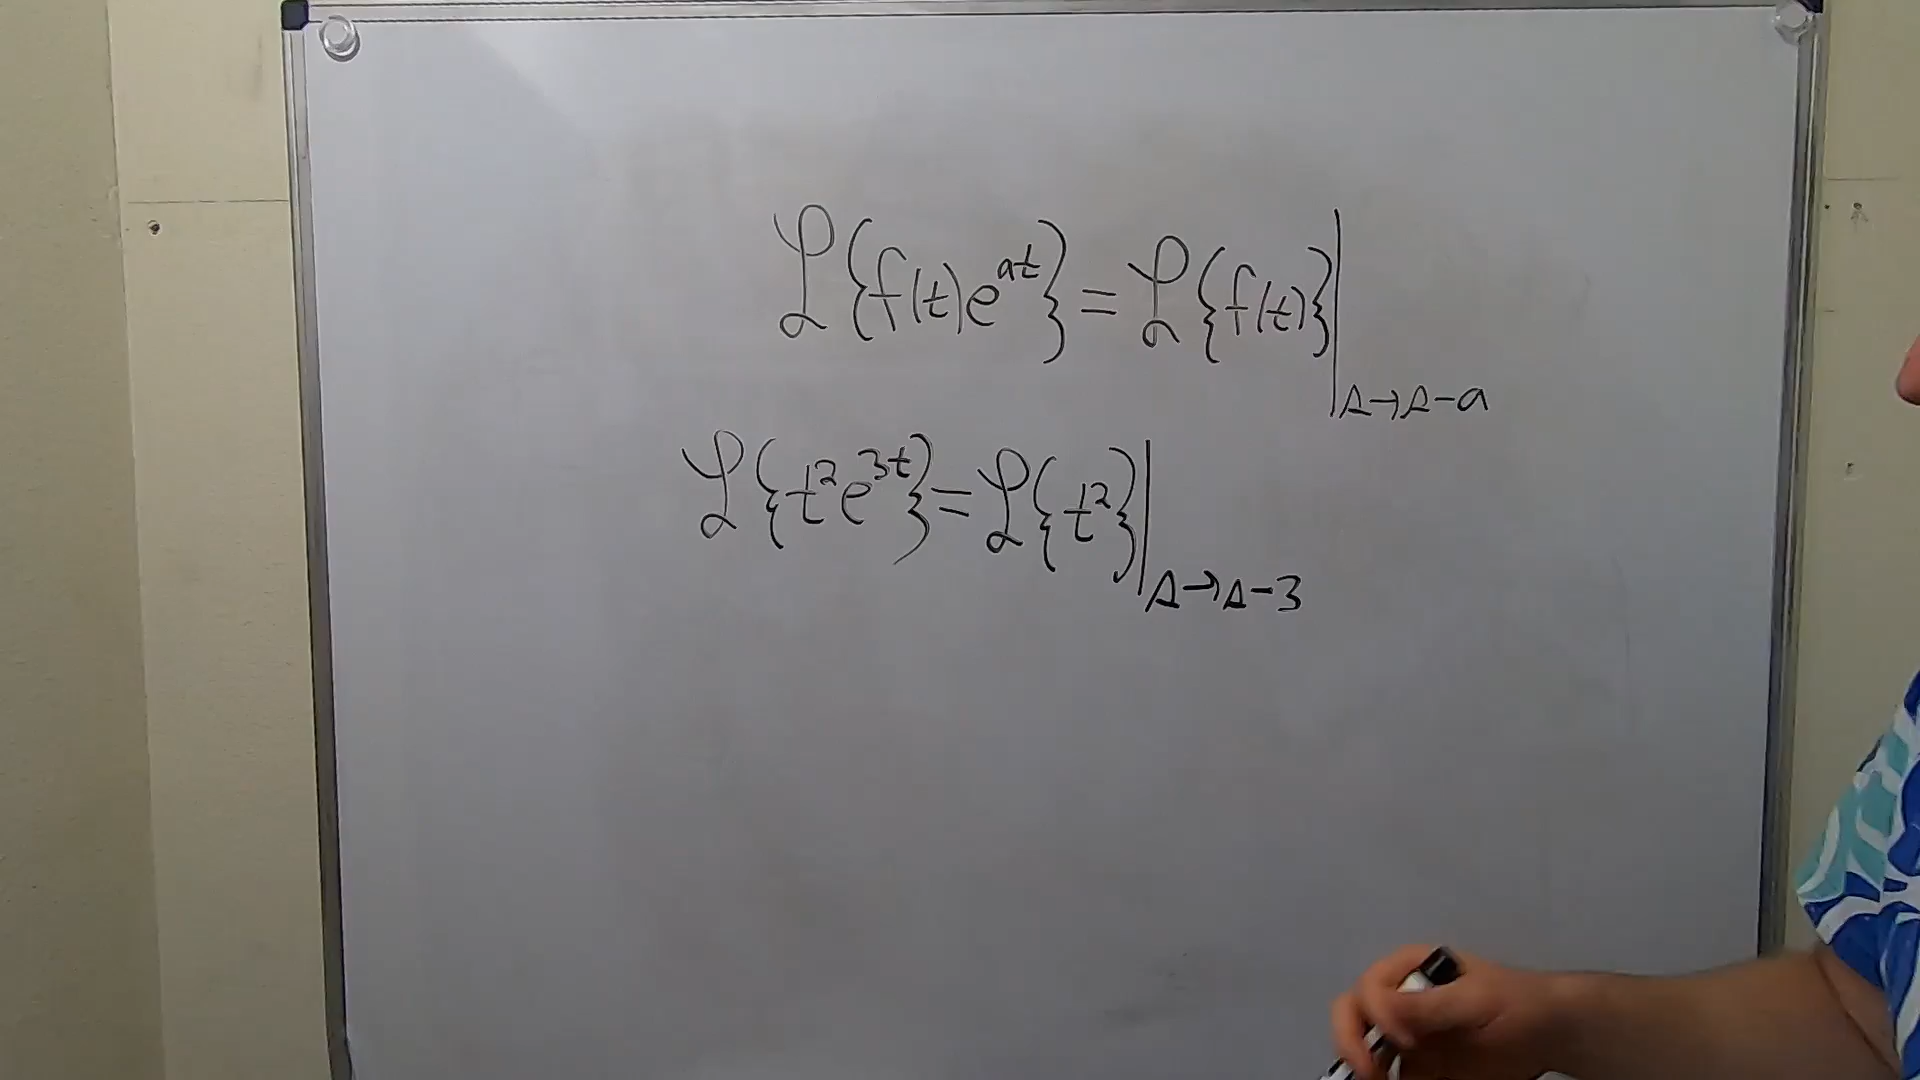 ℒ{f(t)e^{at}} = ℒ{f(t)}|_{s→s-a}
ℒ{t²e^{3t}} = ℒ{t²}|_{s→s-3}